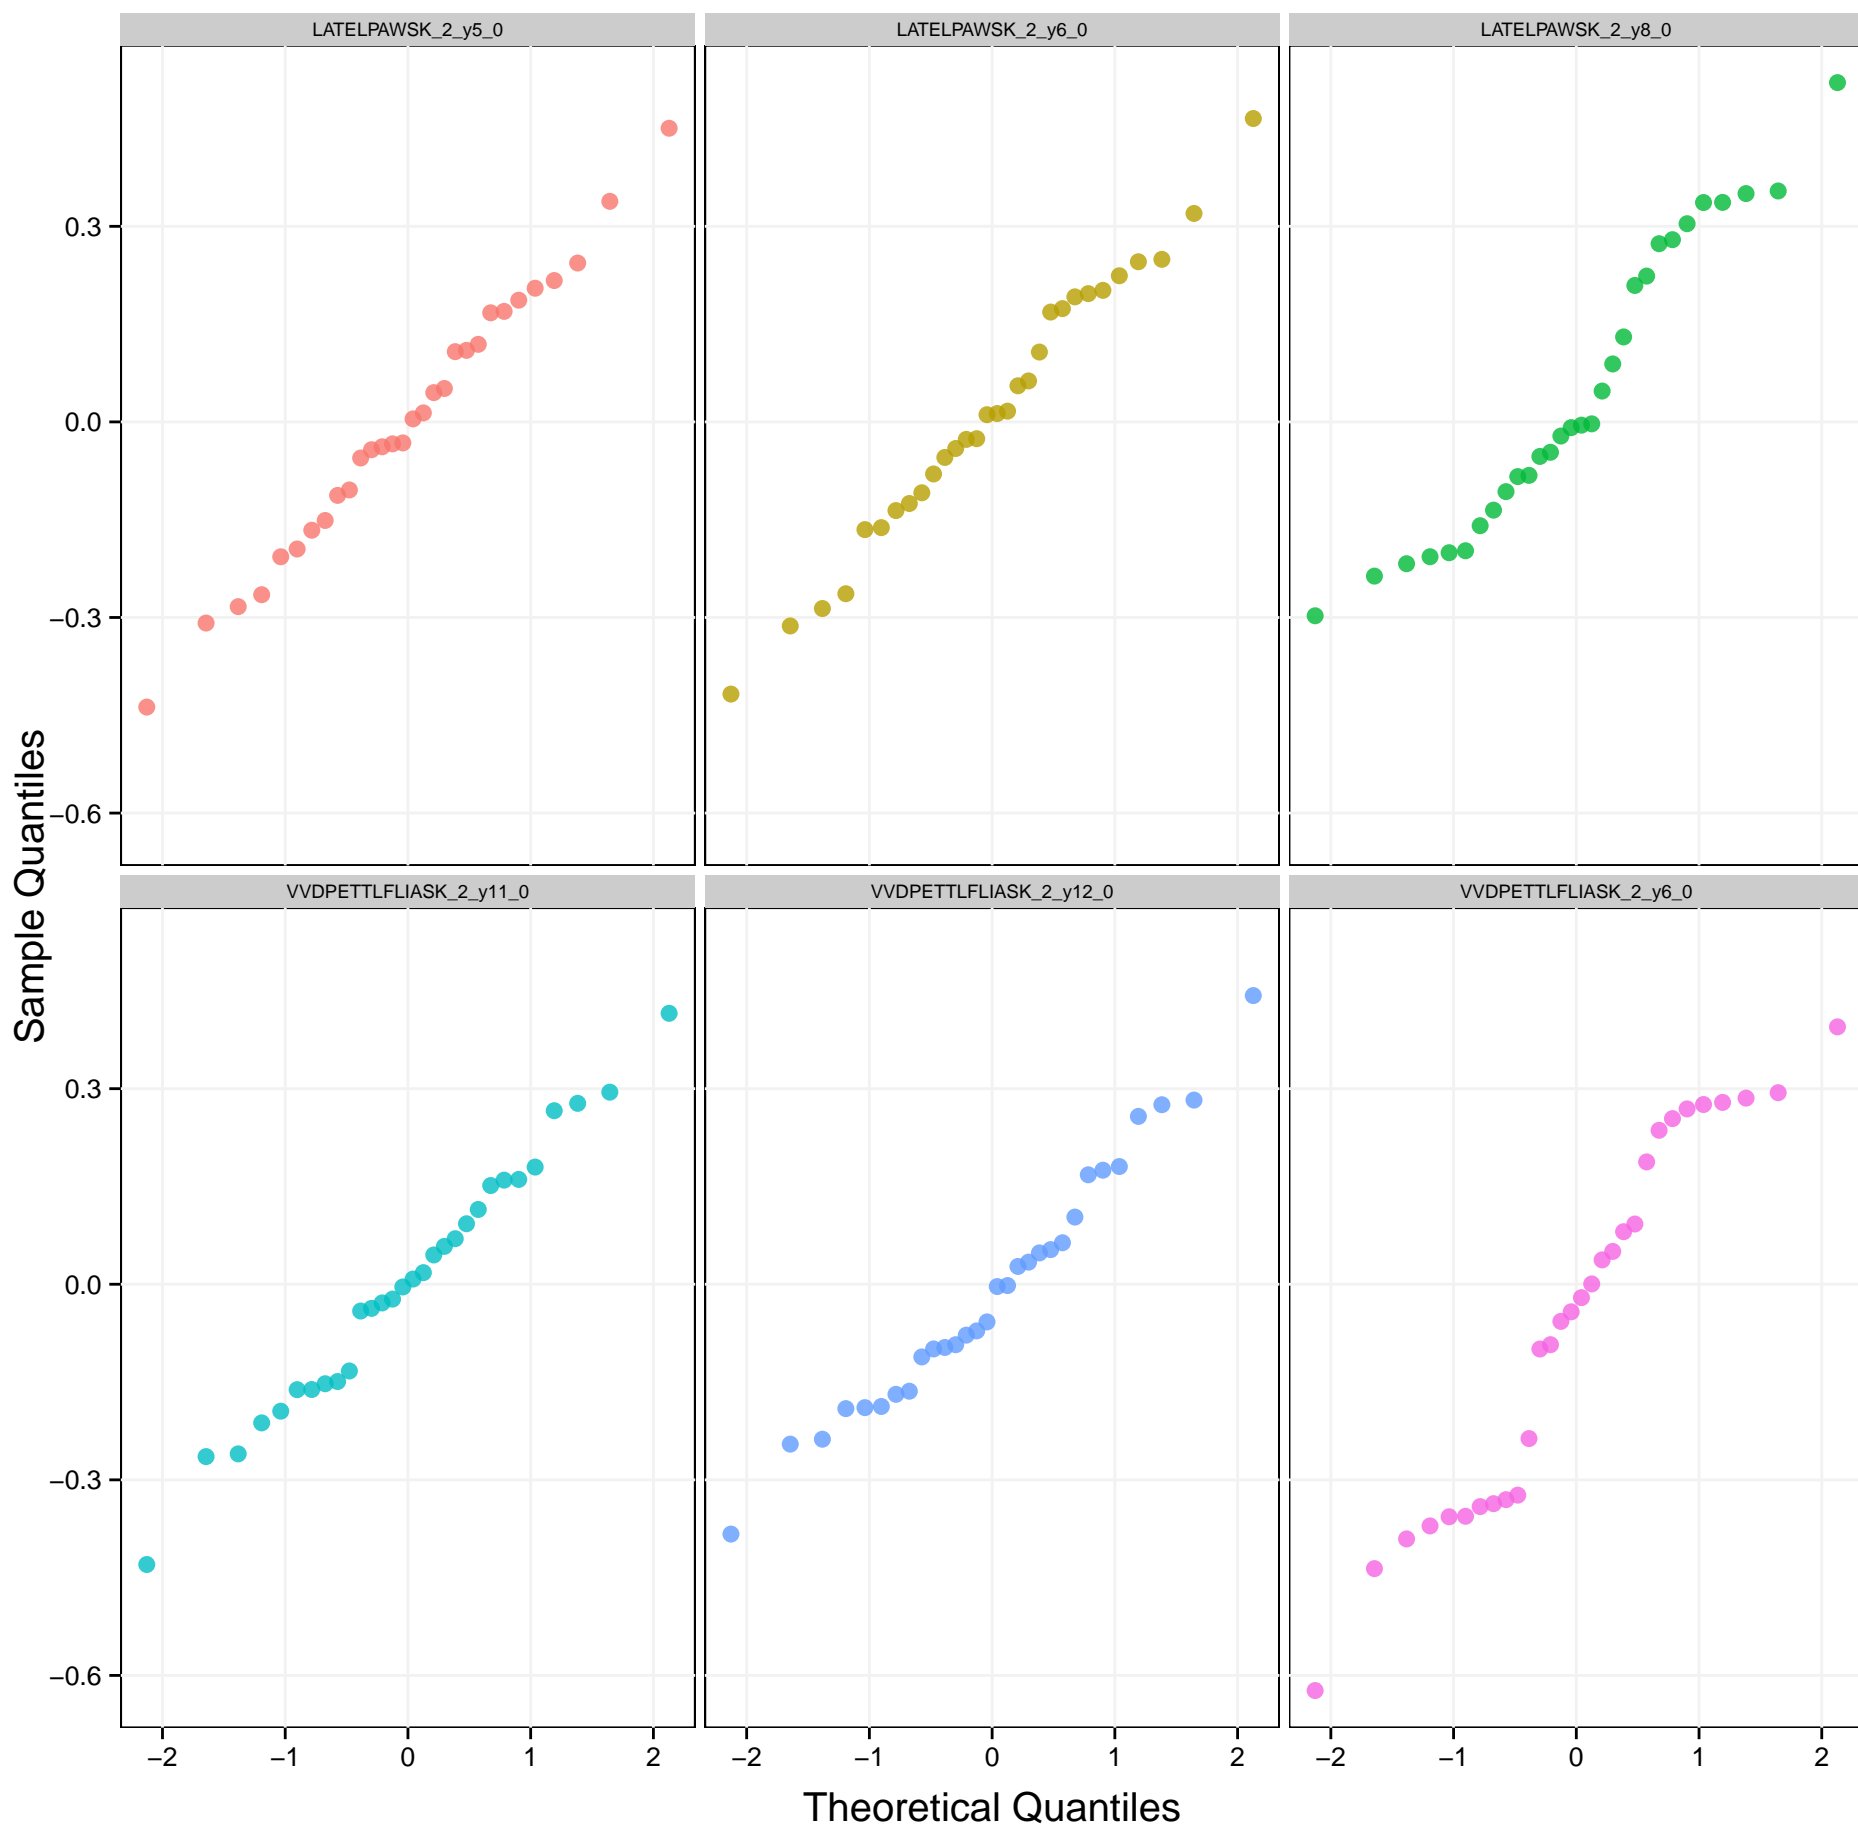 LATELPAWSK_2_y5_0 LATELPAWSK_2_y6_0 LATELPAWSK_2_y8_0
0.3
0.0
−0.3
−0.6
VVDPETTLFLIASK_2_y11_0 VVDPETTLFLIASK_2_y12_0 VVDPETTLFLIASK_2_y6_0
0.3
0.0
−0.3
−0.6
Sample Quantiles
−2 −1 0 1 2 −2 −1 0 1 2 −2 −1 0 1 2
Theoretical Quantiles